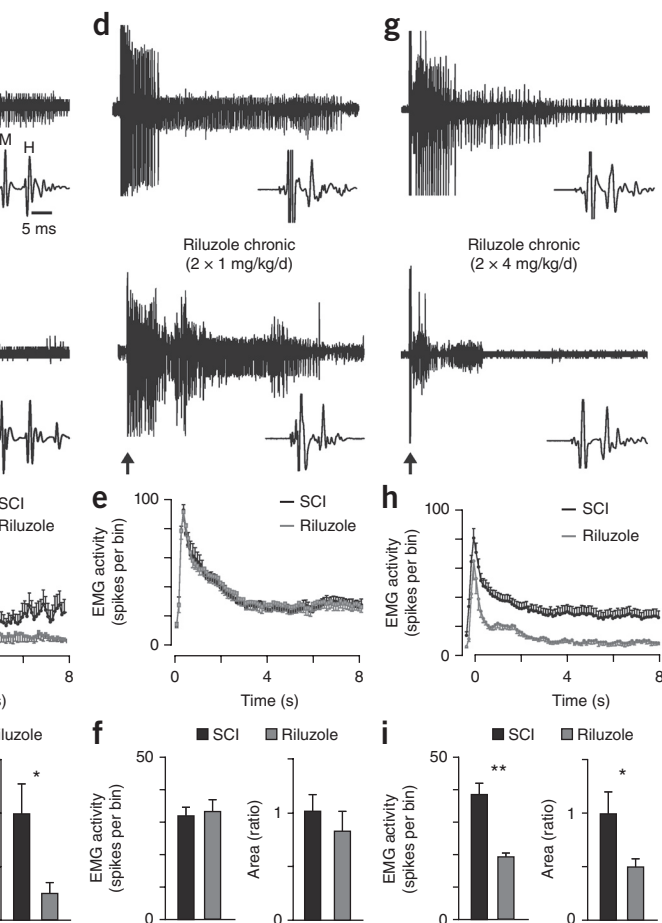 d
g
M
H
5 ms
Riluzole chronic
(2 × 1 mg/kg/d)
Riluzole chronic
(2 × 4 mg/kg/d)
SCI
Riluzole
8
e
100
0
EMG activity
(spikes per bin)
SCI
Riluzole
0
4
8
Time (s)
h
100
0
EMG activity
(spikes per bin)
SCI
Riluzole
0
4
8
Time (s)
*
f
SCI
Riluzole
50
0
EMG activity
(spikes per bin)
1
0
Area (ratio)
i
SCI
Riluzole
50
0
EMG activity
(spikes per bin)
**
1
0
Area (ratio)
*